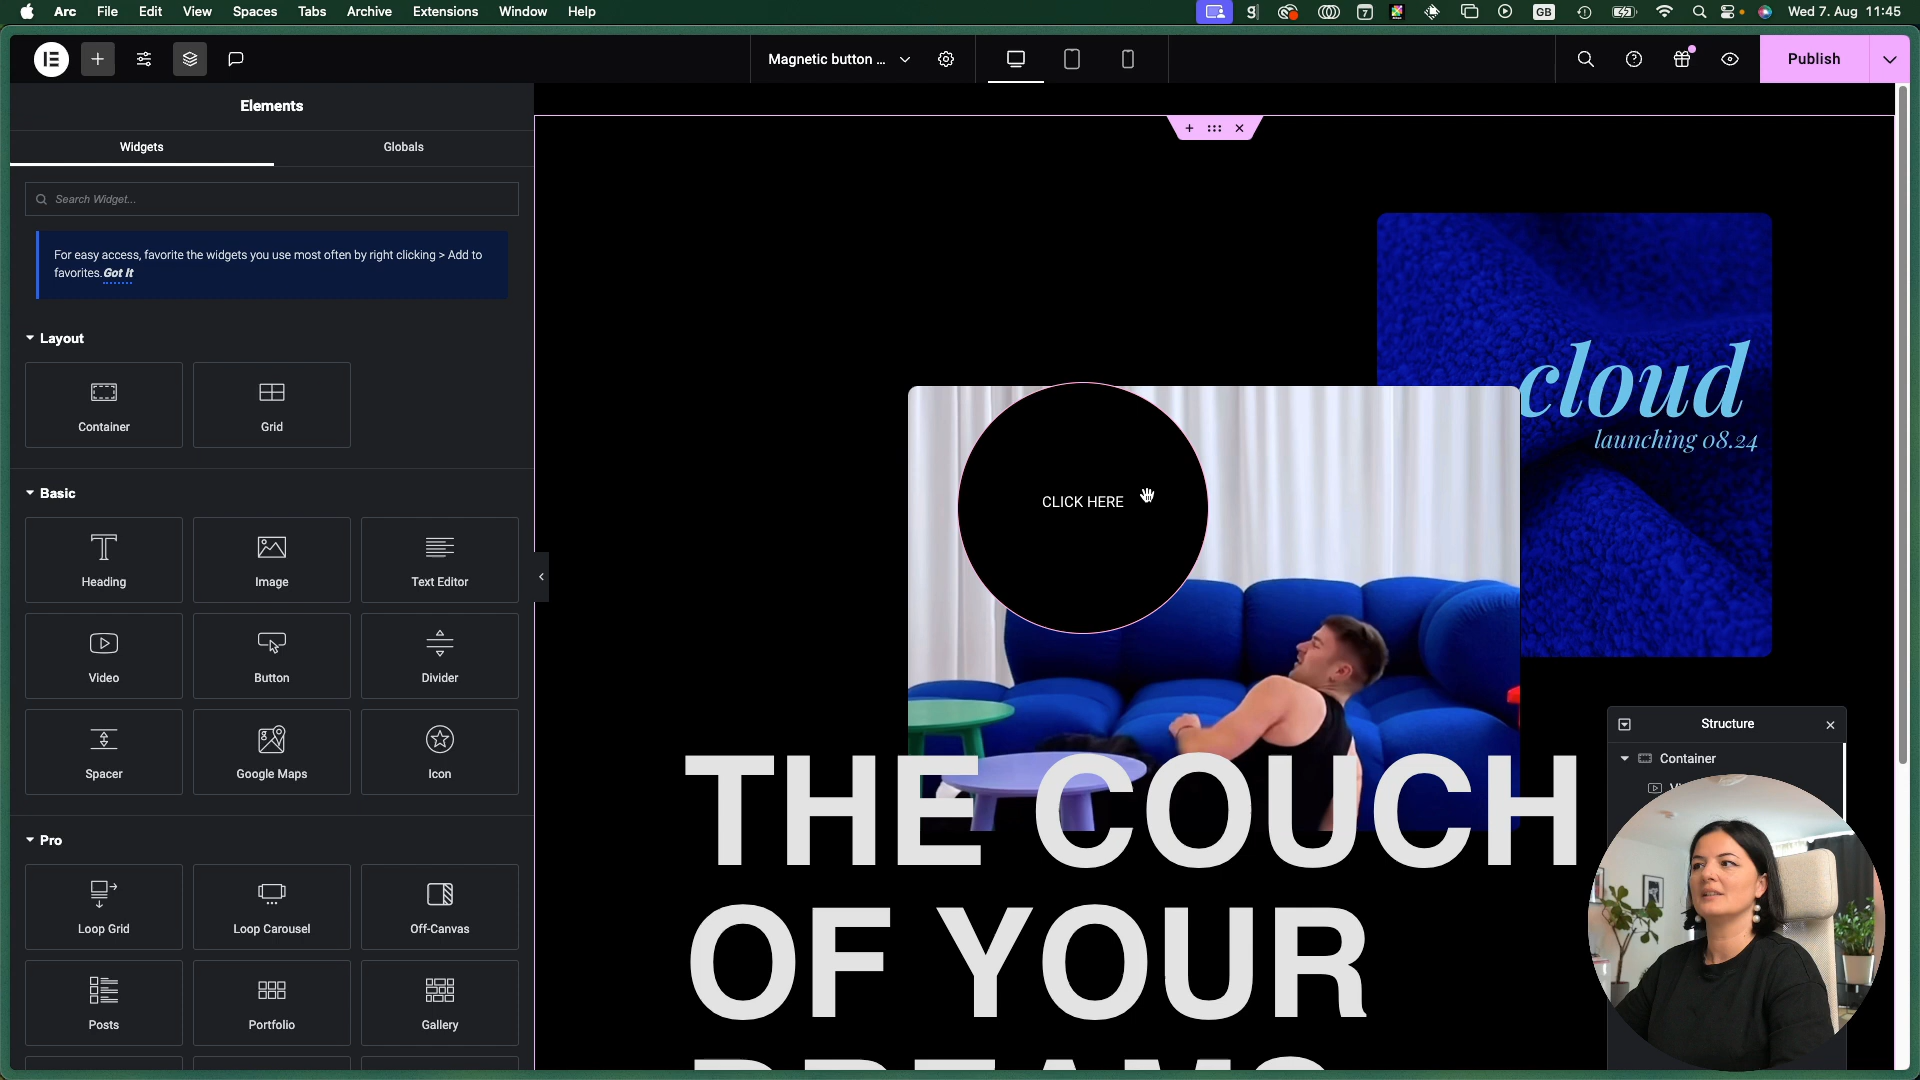 Arc File Edit View Spaces Tabs Archive Extensions Window Help
GB
Wed 7. Aug 11:45
Magnetic button ...
Publish
Elements
Widgets
Globals
Search Widget...
For easy access, favorite the widgets you use most often by right clicking > Add to
favorites. Got It
Layout
Container
Grid
Basic
Heading
Image
Text Editor
Video
Button
Divider
Spacer
Google Maps
Icon
Pro
Loop Grid
Loop Carousel
Off-Canvas
Posts
Portfolio
Gallery
cloud
launching 08.24
CLICK HERE
THE COUCH
OF YOUR
DREAMS
Structure
Container